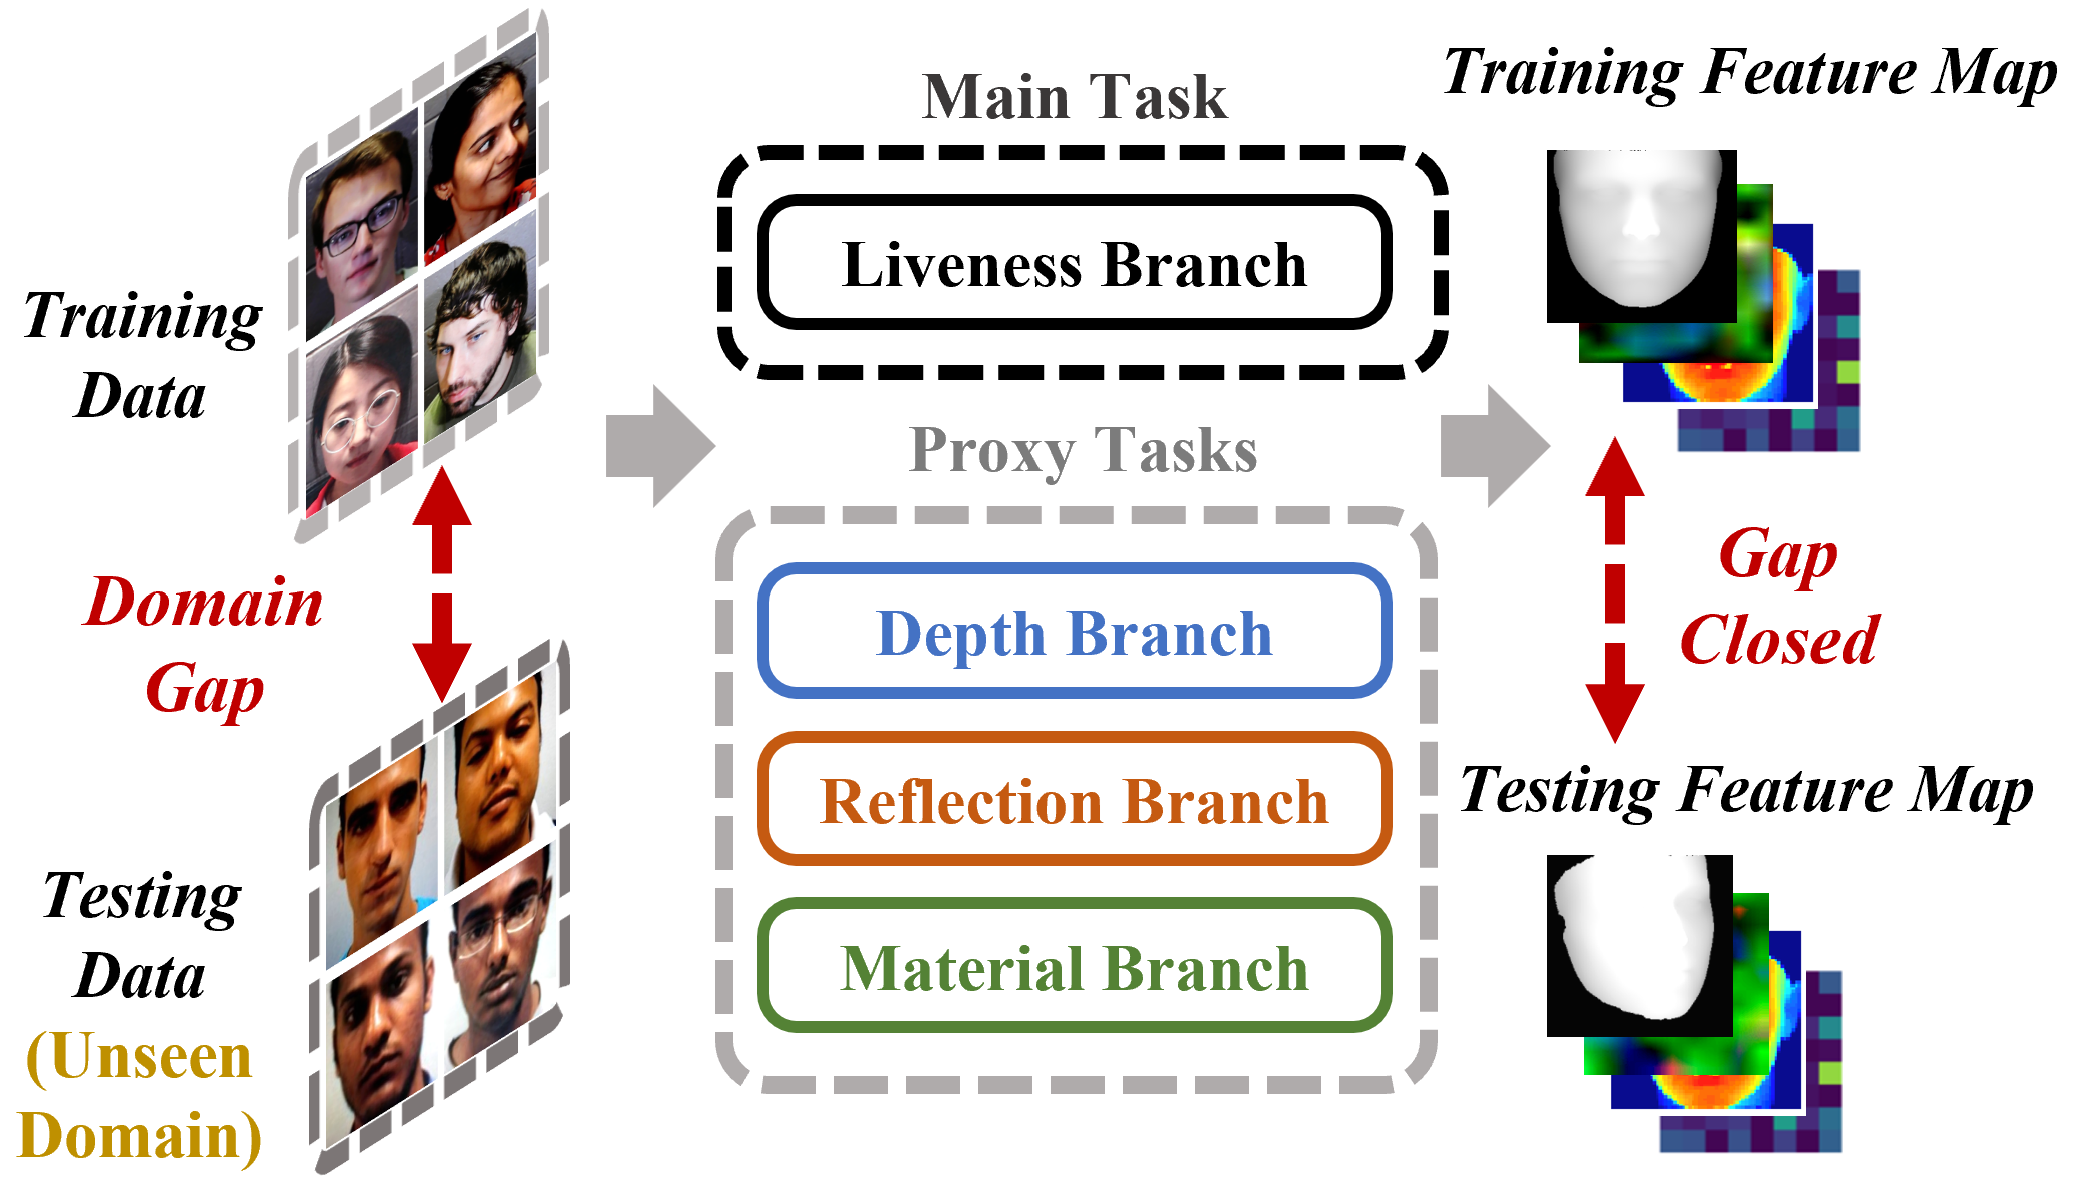 Training
Data
Domain
Gap
Testing
Data
(Unseen
Domain)
Main Task
Liveness Branch
Proxy Tasks
Depth Branch
Reflection Branch
Material Branch
Training Feature Map
Gap
Closed
Testing Feature Map